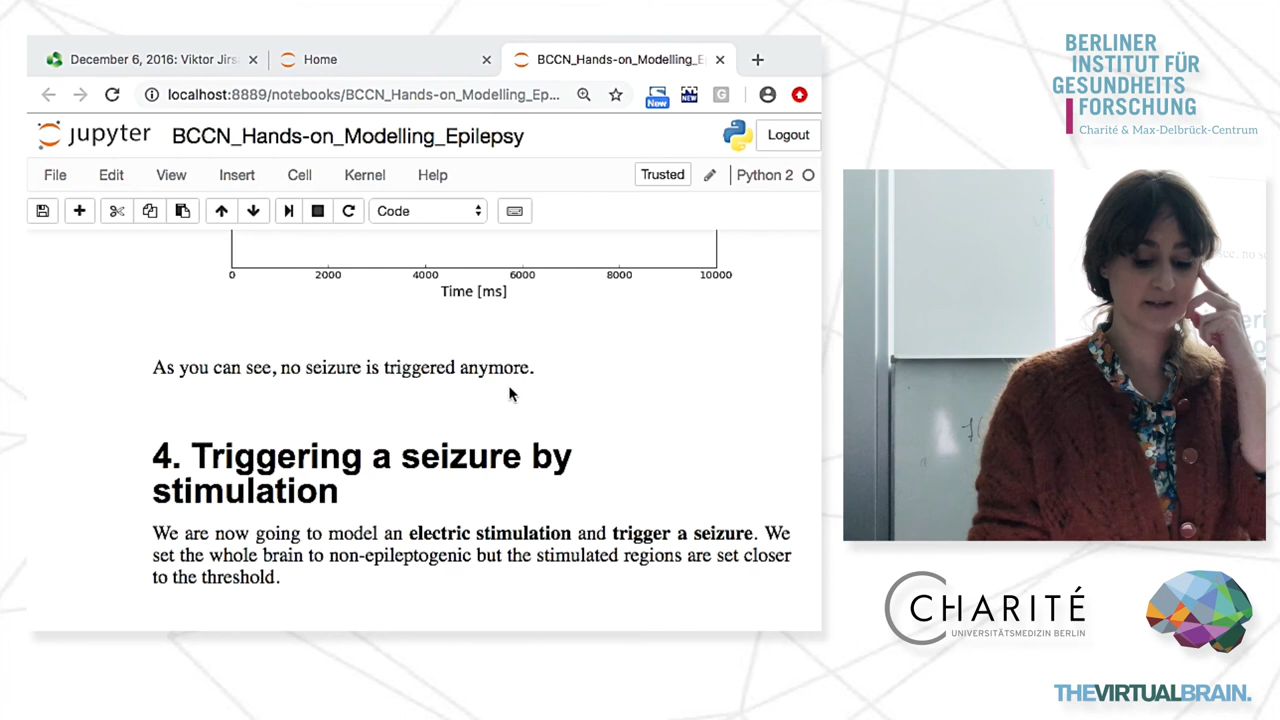 December 6, 2016: Viktor Jirs
Home
BCCN_Hands-on_Modelling_E
localhost:8889/notebooks/BCCN_Hands-on_Modelling_Ep...
New
New
jupyter
BCCN_Hands-on_Modelling_Epilepsy
Logout
File Edit View Insert Cell Kernel Help
Trusted
Python 2
Code
0 2000 4000 6000 8000 10000
Time [ms]
As you can see, no seizure is triggered anymore.
4. Triggering a seizure by
stimulation
We are now going to model an electric stimulation and trigger a seizure. We
set the whole brain to non-epileptogenic but the stimulated regions are set closer
to the threshold.
BERLINER
INSTITUT FÜR
GESUNDHEITS
FORSCHUNG
Charité & Max-Delbrück-Centrum
CHARITÉ
UNIVERSITÄTSMEDIZIN BERLIN
THEVIRTUALBRAIN.